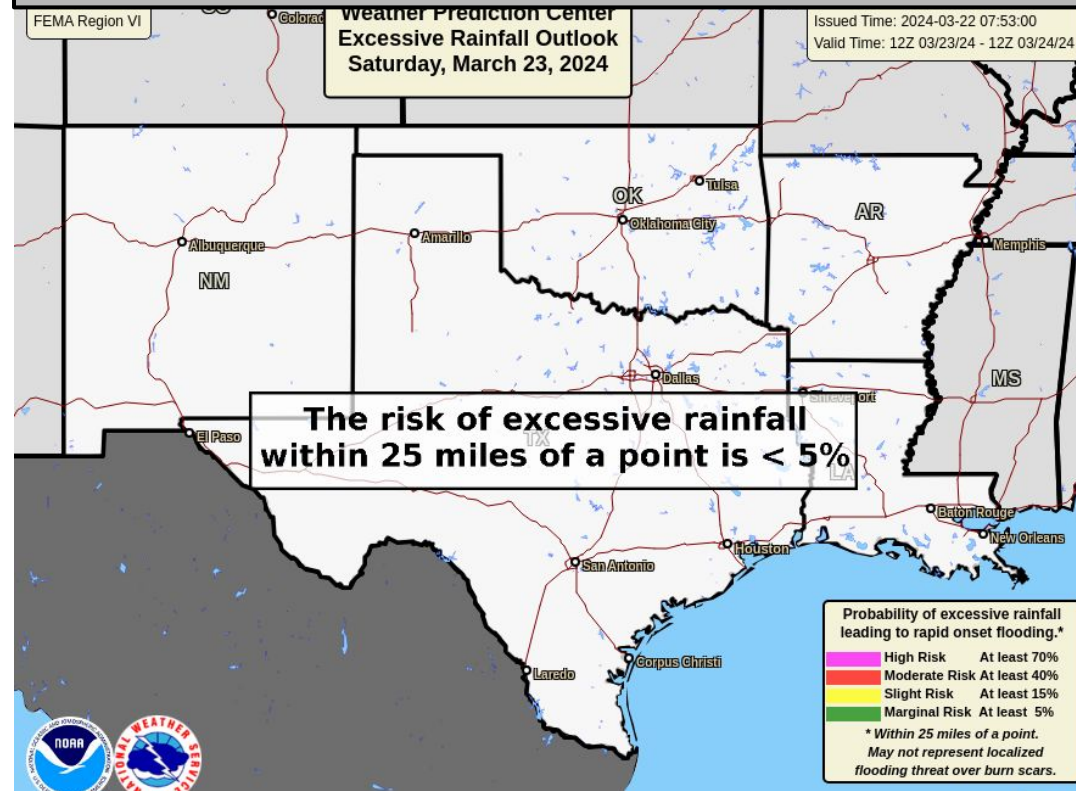 FEMA Region VI
Weather Prediction Center
Excessive Rainfall Outlook
Saturday, March 23, 2024
Issued Time: 2024-03-22 07:53:00
Valid Time: 12Z 03/23/24 - 12Z 03/24/24
Tulsa
OK
Oklahoma City
AR
Albuquerque
Amarillo
Memphis
NM
Dallas
MS
Shreveport
The risk of excessive rainfall
within 25 miles of a point is < 5%
El Paso
TX
LA
Baton Rouge
New Orleans
Houston
San Antonio
Laredo
Corpus Christi
Probability of excessive rainfall
leading to rapid onset flooding.*
High Risk At least 70%
Moderate Risk At least 40%
Slight Risk At least 15%
Marginal Risk At least 5%
* Within 25 miles of a point.
May not represent localized
flooding threat over burn scars.
NOAA
NATIONAL WEATHER SERVICE